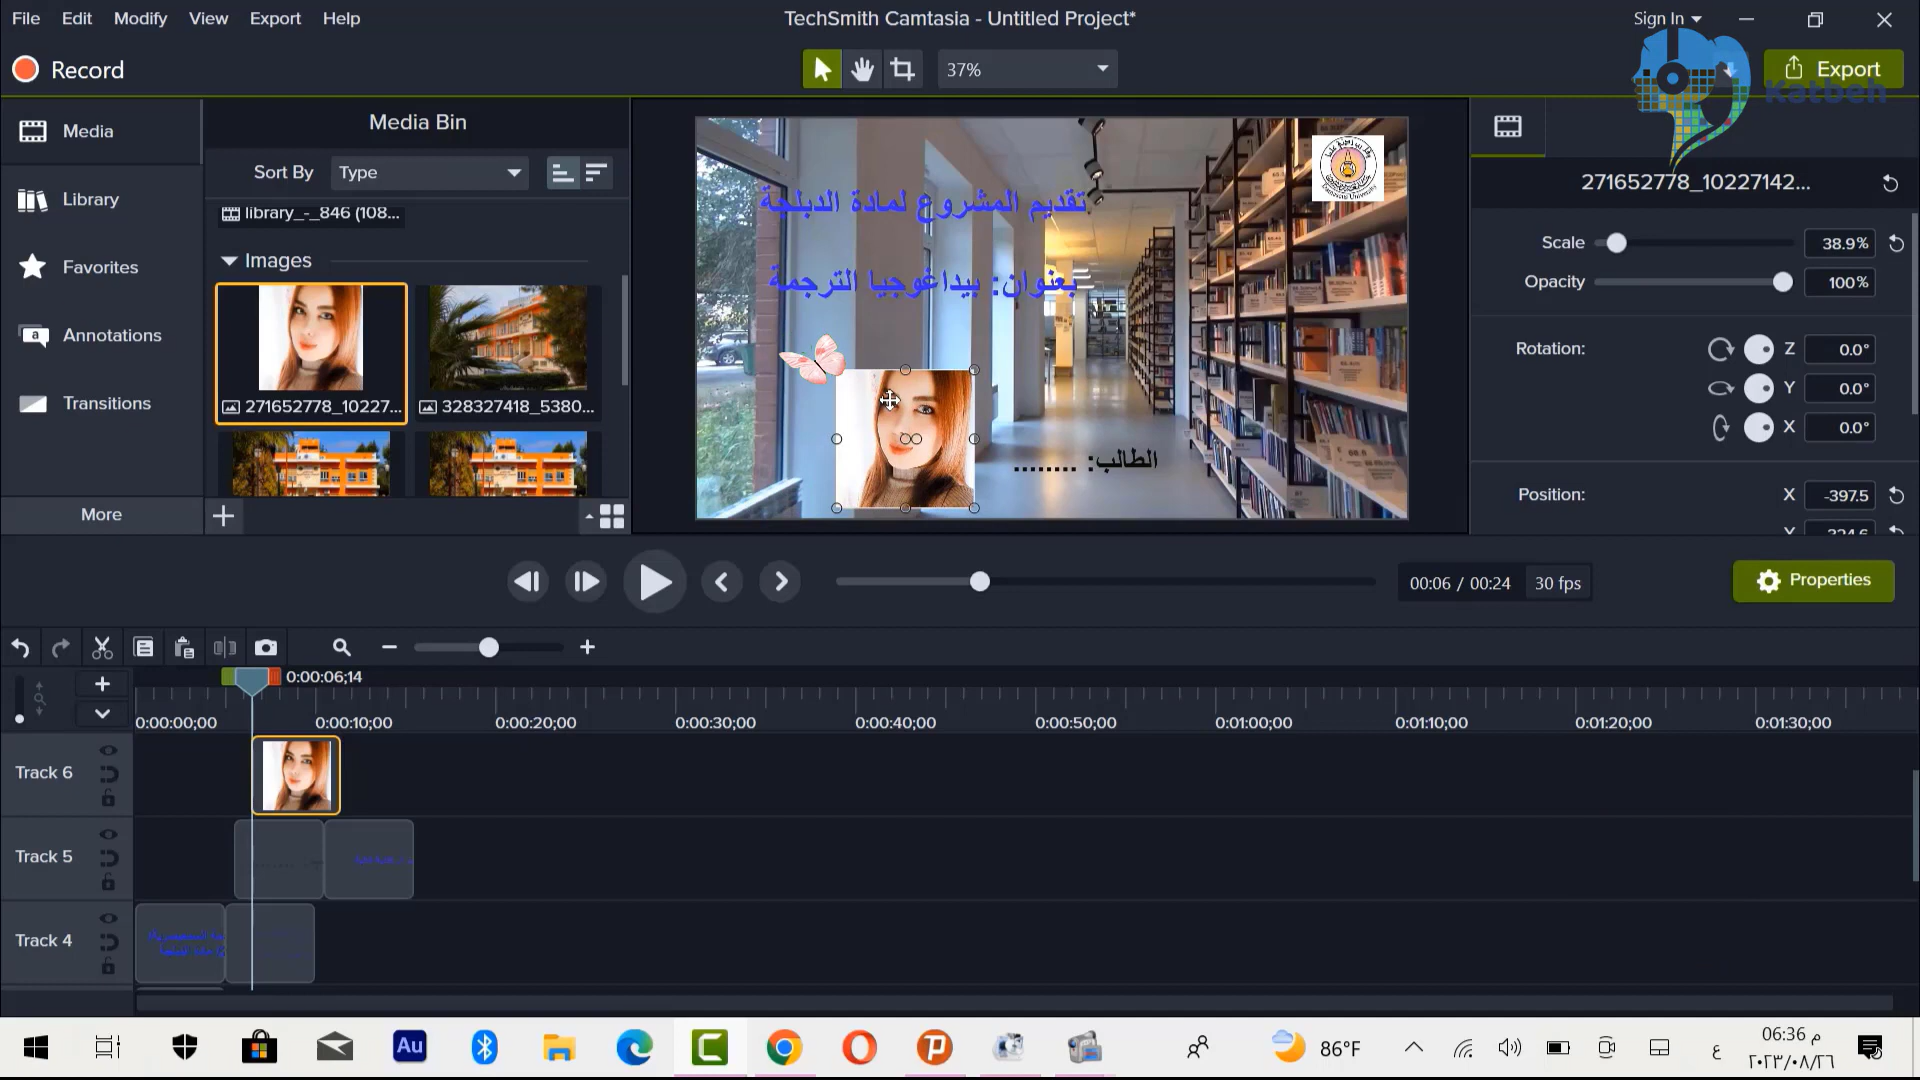 File Edit Modify View Export Help
TechSmith Camtasia - Untitled Project*
Sign In
Record
37%
Export
Katbeh
Media
Library
Favorites
Annotations
Transitions
More
Media Bin
Sort By
Type
library_-_846 (108...
Images
271652778_10227...
328327418_5380...
تقديم المشروع لمادة الدبلجة
بعنوان: بيداغوجيا الترجمة
الطالب: ........
271652778_10227142...
Scale
38.9%
Opacity
100%
Rotation:
Z 0.0°
Y 0.0°
X 0.0°
Position:
X -397.5
Y
00:06 / 00:24
30 fps
Properties
0:00:06;14
0:00:00;00 0:00:10;00 0:00:20;00 0:00:30;00 0:00:40;00 0:00:50;00 0:01:00;00 0:01:10;00 0:01:20;00 0:01:30;00
Track 6
Track 5
Track 4
Au
86°F
ع
06:36 م
٢٠٢٣/٠٨/٢٦